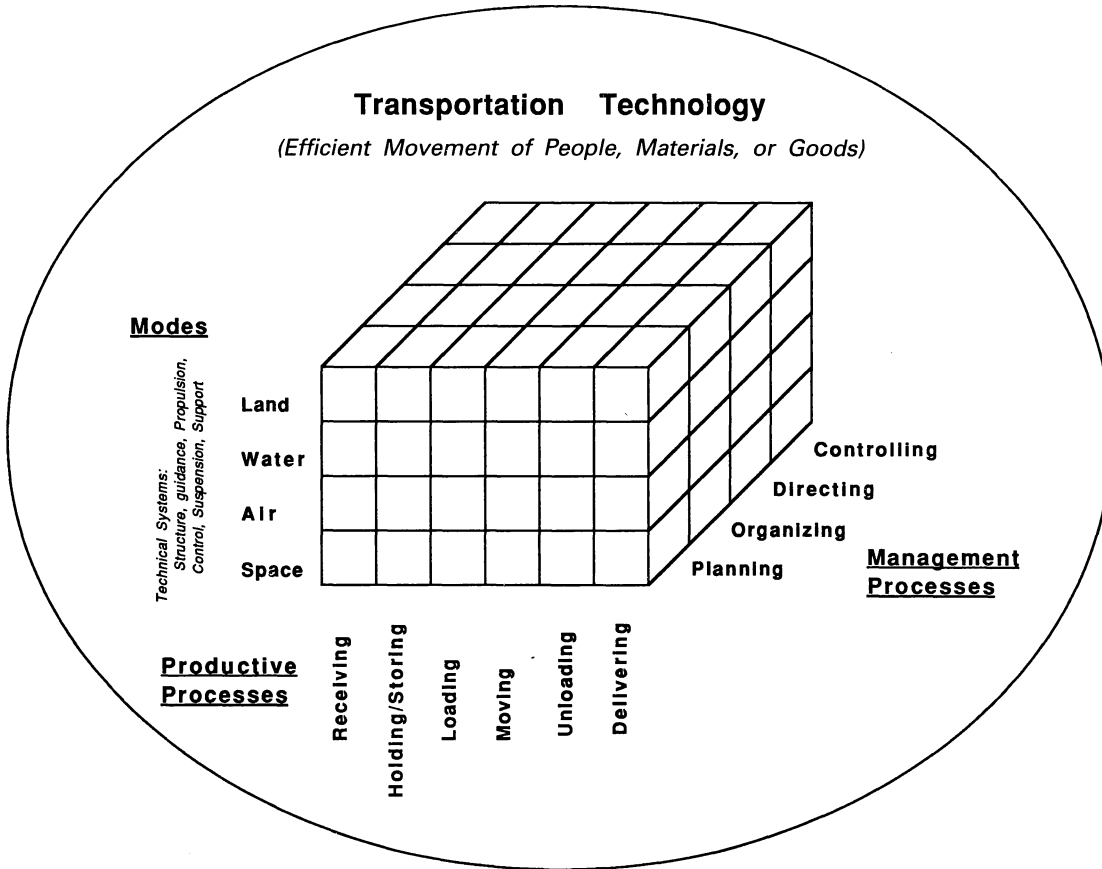 Transportation Technology
(Efficient Movement of People, Materials, or Goods)
Modes
Technical Systems:
Structure, guidance, Propulsion,
Control, Suspension, Support
Land
Water
Air
Space
Controlling
Directing
Organizing
Planning
Management
Processes
Productive
Processes
Receiving
Holding/Storing
Loading
Moving
Unloading
Delivering